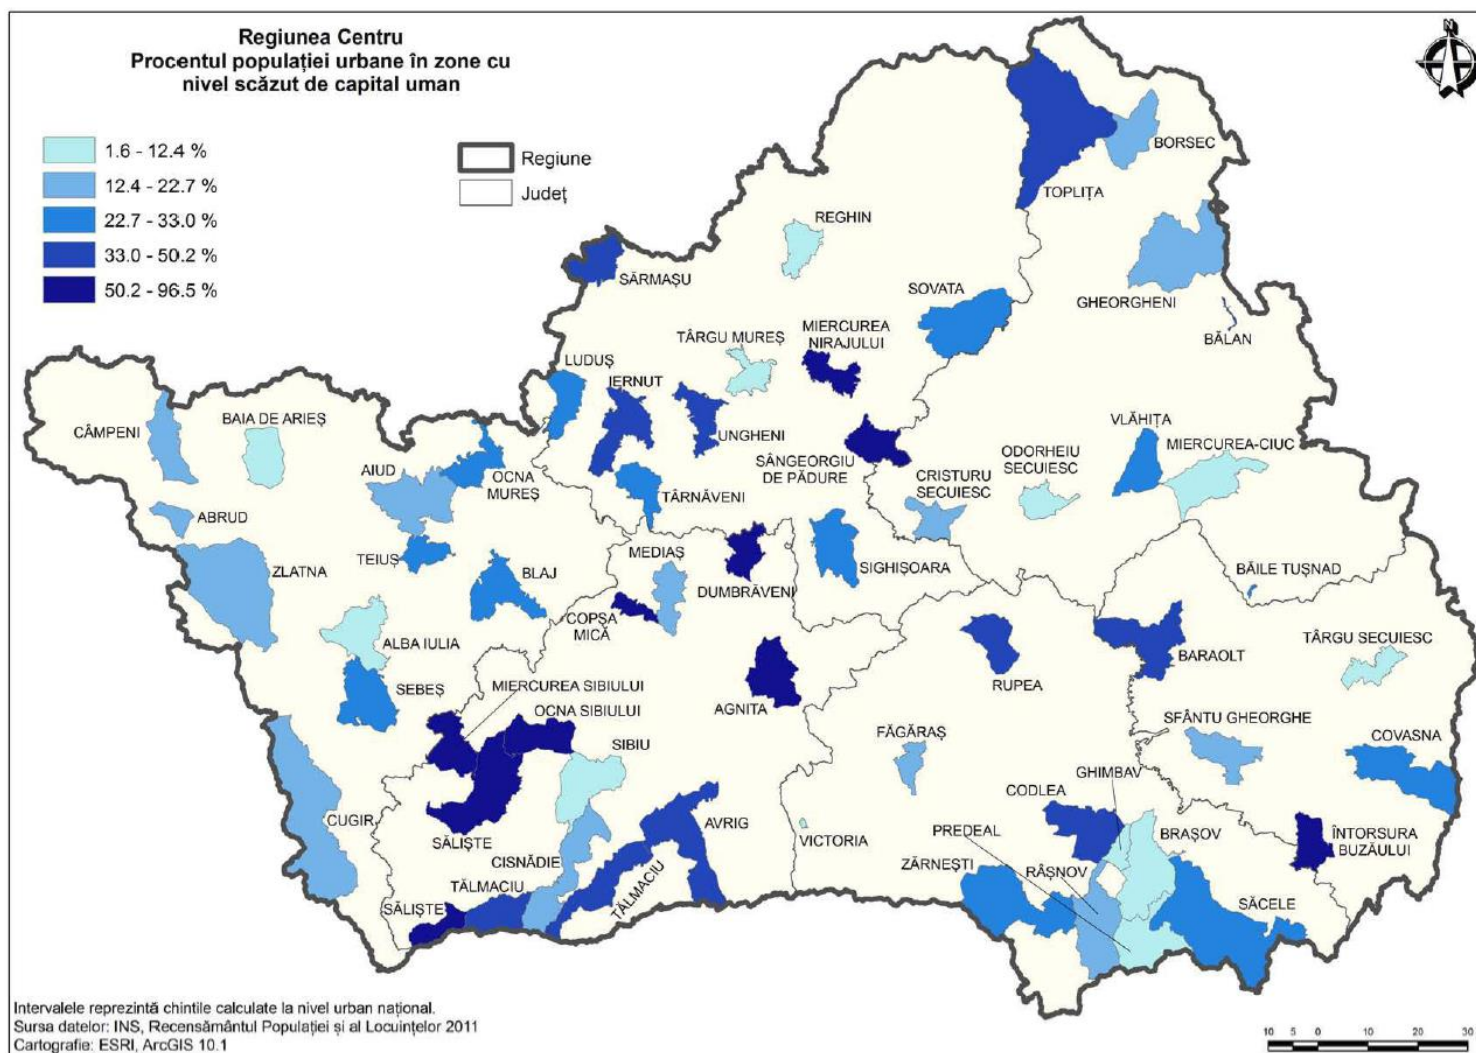 Regiunea Centru
Procentul populației urbane în zone cu
nivel scăzut de capital uman
N
1.6 - 12.4 %
12.4 - 22.7 %
22.7 - 33.0 %
33.0 - 50.2 %
50.2 - 96.5 %
Regiune
Județ
BORSEC
TOPLIȚA
REGHIN
SĂRMAȘU
SOVATA
GHEORGHENI
BĂLAN
TÂRGU MUREȘ
MIERCUREA
NIRAJULUI
LUDUȘ
IERNUT
UNGHENI
CÂMPENI
BAIA DE ARIEȘ
AIUD
OCNA
MUREȘ
SÂNGEORGIU
DE PĂDURE
VLĂHIȚA
MIERCUREA-CIUC
ODORHEIU
SECUIESC
CRISTURU
SECUIESC
TÂRNĂVENI
ABRUD
ZLATNA
TEIUȘ
BLAJ
MEDIAȘ
DUMBRĂVENI
SIGHIȘOARA
BĂILE TUȘNAD
COPȘA
MICĂ
ALBA IULIA
TÂRGU SECUIESC
BARAOLT
RUPEA
SEBEȘ
MIERCUREA SIBIULUI
OCNA SIBIULUI
AGNITA
SIBIU
SFÂNTU GHEORGHE
COVASNA
FĂGĂRAȘ
GHIMBAV
CODLEA
CUGIR
SĂLIȘTE
AVRIG
VICTORIA
PREDEAL
BRAȘOV
ÎNTORSURA
BUZĂULUI
CISNĂDIE
ZĂRNEȘTI
RÂȘNOV
TĂLMACIU
TĂLMACIU
SĂLIȘTE
SĂCELE
Intervalele reprezintă chintile calculate la nivel urban național.
Sursa datelor: INS, Recensământul Populației și al Locuințelor 2011
Cartografie: ESRI, ArcGIS 10.1
10 5 0 10 20 30